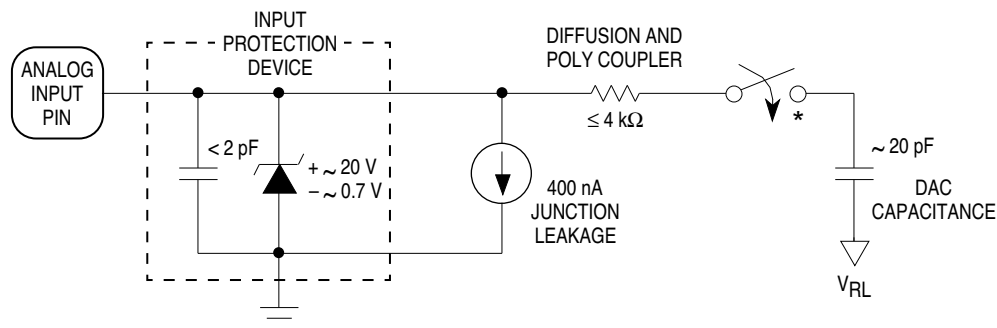 INPUT
PROTECTION
DEVICE
ANALOG
INPUT
PIN
< 2 pF
+ ~ 20 V
– ~ 0.7 V
400 nA
JUNCTION
LEAKAGE
DIFFUSION AND
POLY COUPLER
≤ 4 kΩ
*
~ 20 pF
DAC
CAPACITANCE
VRL